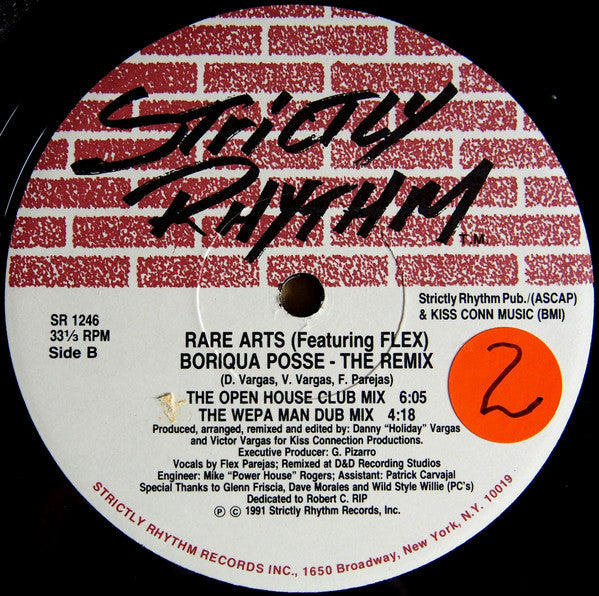 STRICTLY
RHYTHM
T.M.
SR 1246
33⅓ RPM
Side B
Strictly Rhythm Pub./(ASCAP)
& KISS CONN MUSIC (BMI)
2
RARE ARTS (Featuring FLEX)
BORIQUA POSSE - THE REMIX
(D. Vargas, V. Vargas, F. Parejas)
THE OPEN HOUSE CLUB MIX 6:05
THE WEPA MAN DUB MIX 4:18
Produced, arranged, remixed and edited by: Danny "Holiday" Vargas
and Victor Vargas for Kiss Connection Productions.
Executive Producer: G. Pizarro
Vocals by Flex Parejas; Remixed at D&D Recording Studios
Engineer: Mike "Power House" Rogers; Assistant: Patrick Carvajal
Special Thanks to Glenn Friscia, Dave Morales and Wild Style Willie (PC's)
Dedicated to Robert C. RIP
℗ © 1991 Strictly Rhythm Records, Inc.
STRICTLY RHYTHM RECORDS INC., 1650 Broadway, New York, N.Y. 10019